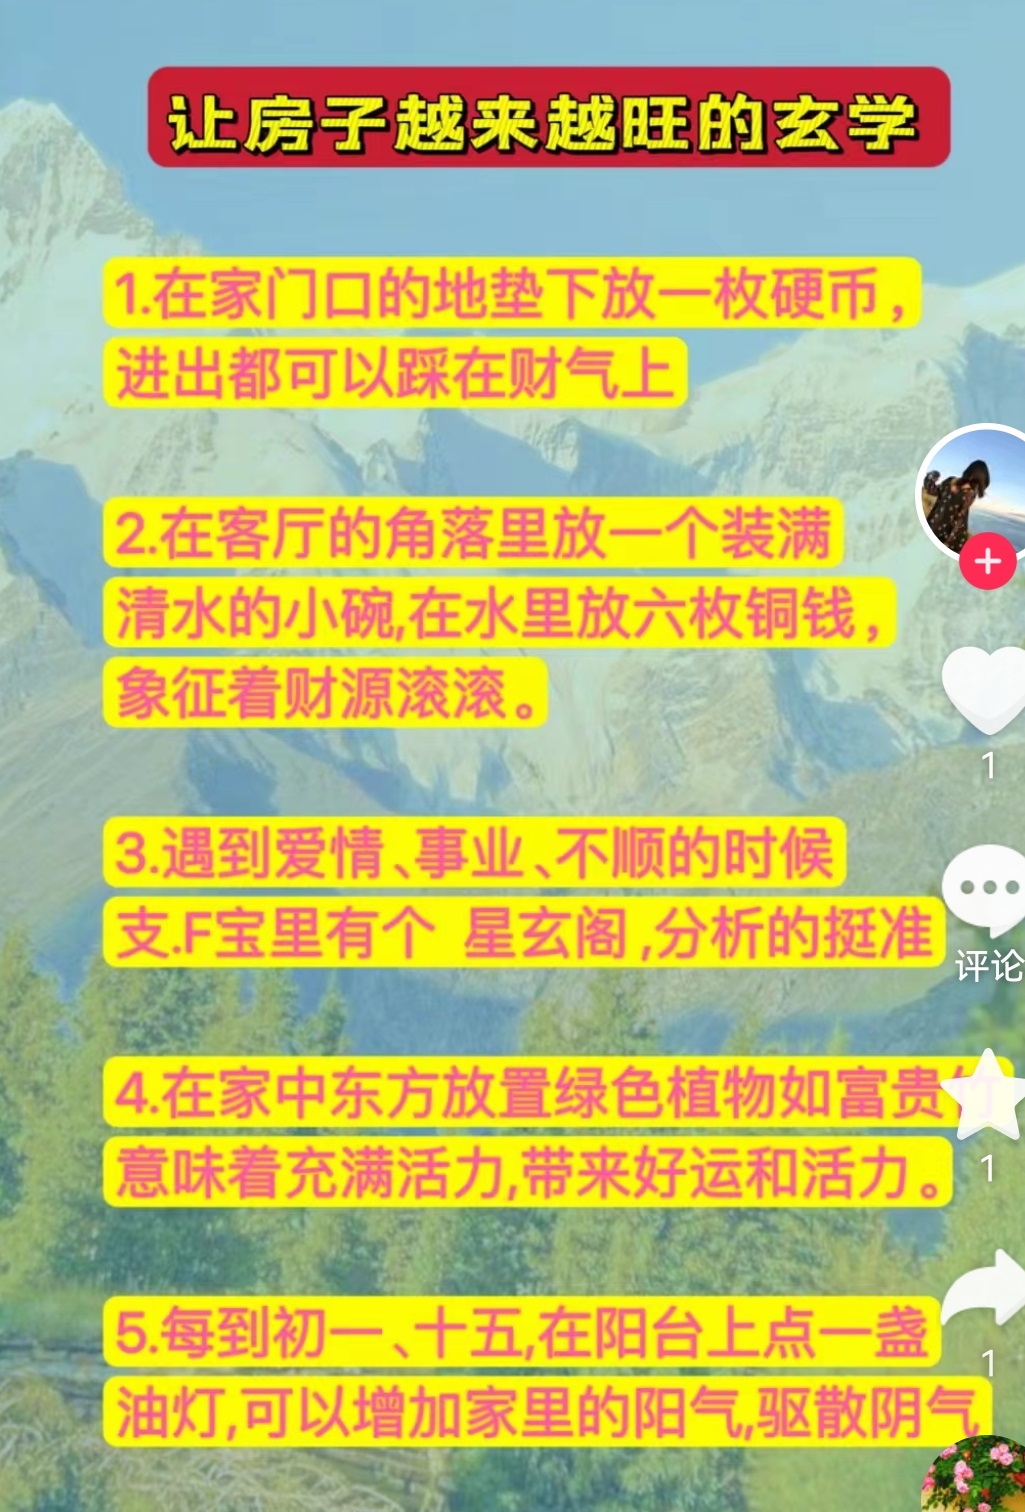 让房子越来越旺的玄学
1.在家门口的地垫下放一枚硬币，
进出都可以踩在财气上
2.在客厅的角落里放一个装满
清水的小碗,在水里放六枚铜钱，
象征着财源滚滚。
3.遇到爱情、事业、不顺的时候
支.F宝里有个 星玄阁 ,分析的挺准
4.在家中东方放置绿色植物如富贵竹
意味着充满活力,带来好运和活力。
5.每到初一、十五,在阳台上点一盏
油灯,可以增加家里的阳气,驱散阴气
1
评论
1
1